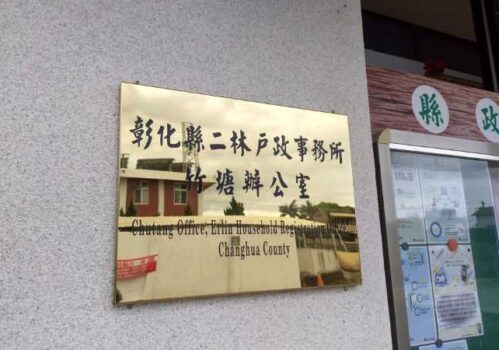 彰化縣二林戶政事務所
竹塘辦公室
Chutang Office, Erlin Household Registration Office,
Changhua County
縣政